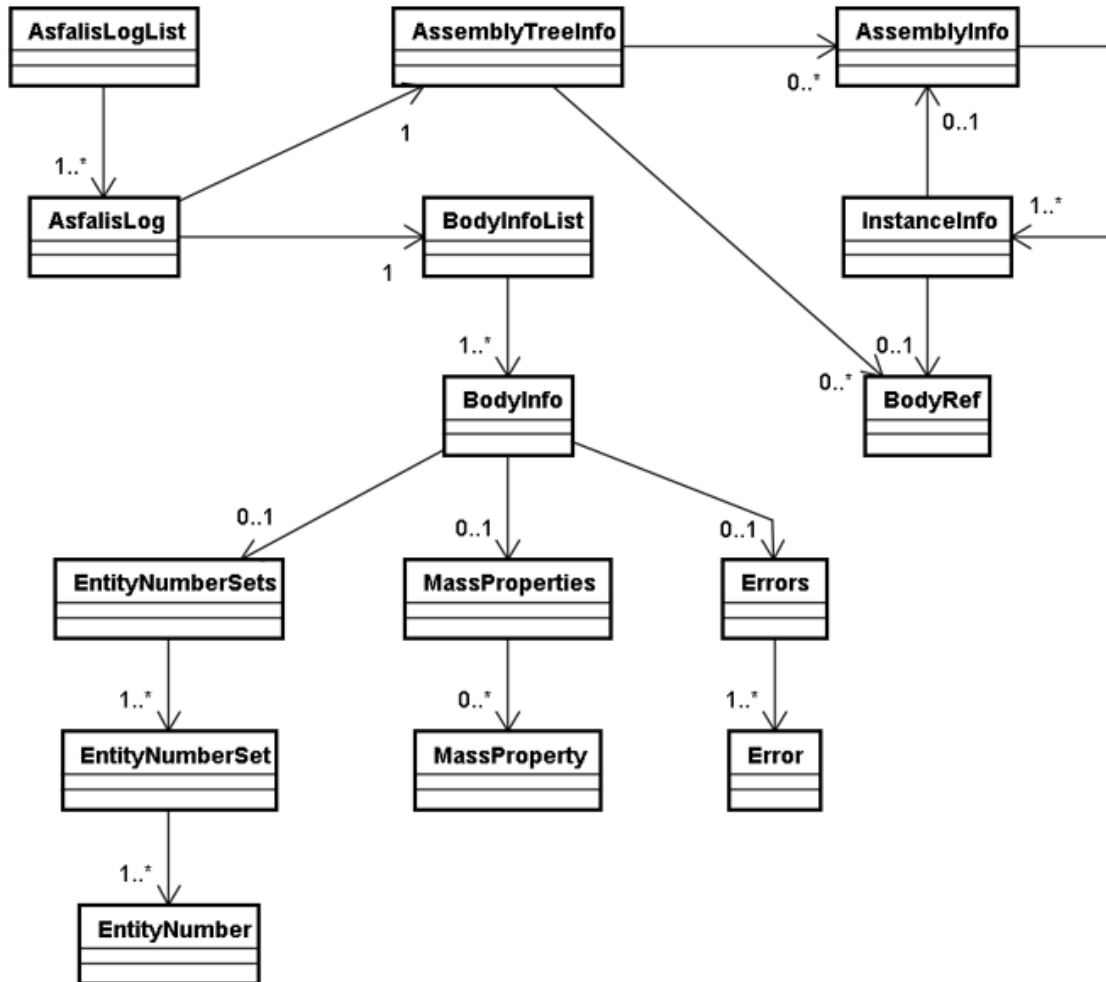 AsfalisLogList
AssemblyTreeInfo
AssemblyInfo
0..*
1
0..1
1..*
AsfalisLog
BodyInfoList
InstanceInfo
1..*
1
1..*
0..1
0..*
BodyInfo
BodyRef
0..1
0..1
0..1
EntityNumberSets
MassProperties
Errors
1..*
0..*
1..*
EntityNumberSet
MassProperty
Error
1..*
EntityNumber